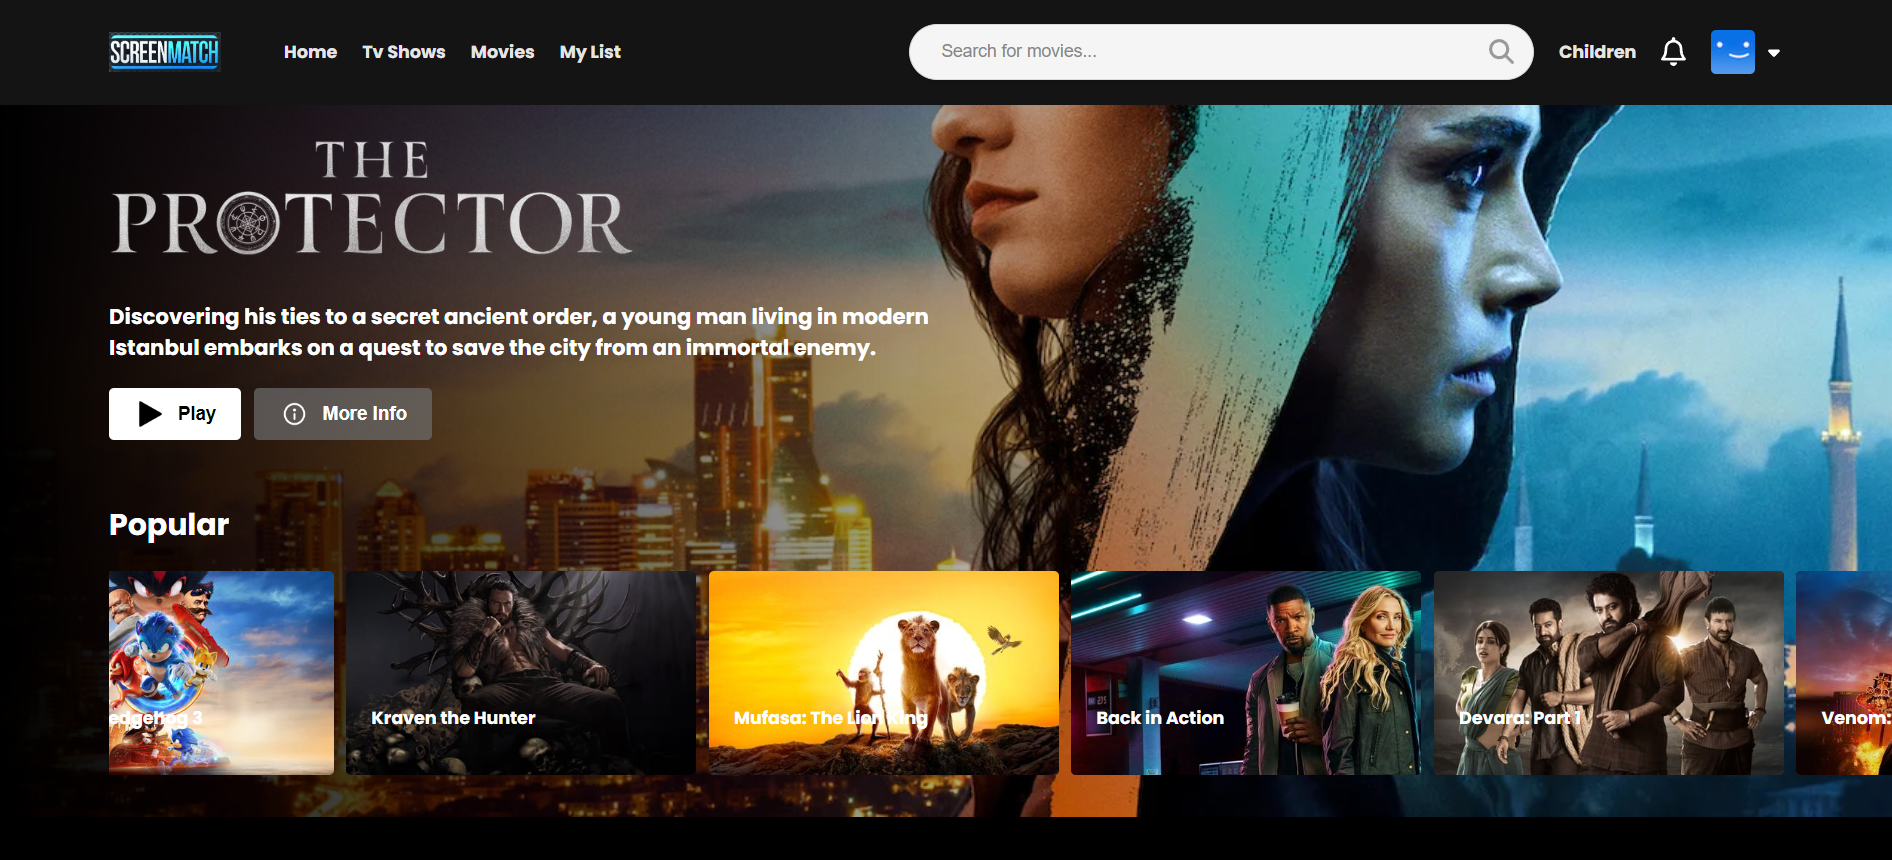 SCREENMATCH
Home
Tv Shows
Movies
My List
Search for movies...
Children
THE
PROTECTOR
Discovering his ties to a secret ancient order, a young man living in modern
Istanbul embarks on a quest to save the city from an immortal enemy.
Play
More Info
Popular
edgehog 3
Kraven the Hunter
Mufasa: The Lion King
Back in Action
Devara: Part 1
Venom: